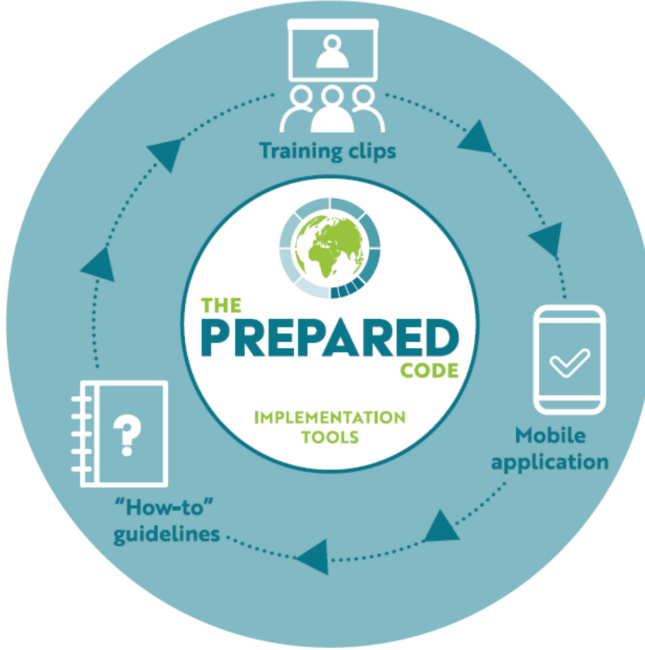 Training clips
THE
PREPARED
CODE
IMPLEMENTATION
TOOLS
Mobile
application
?
“How-to”
guidelines